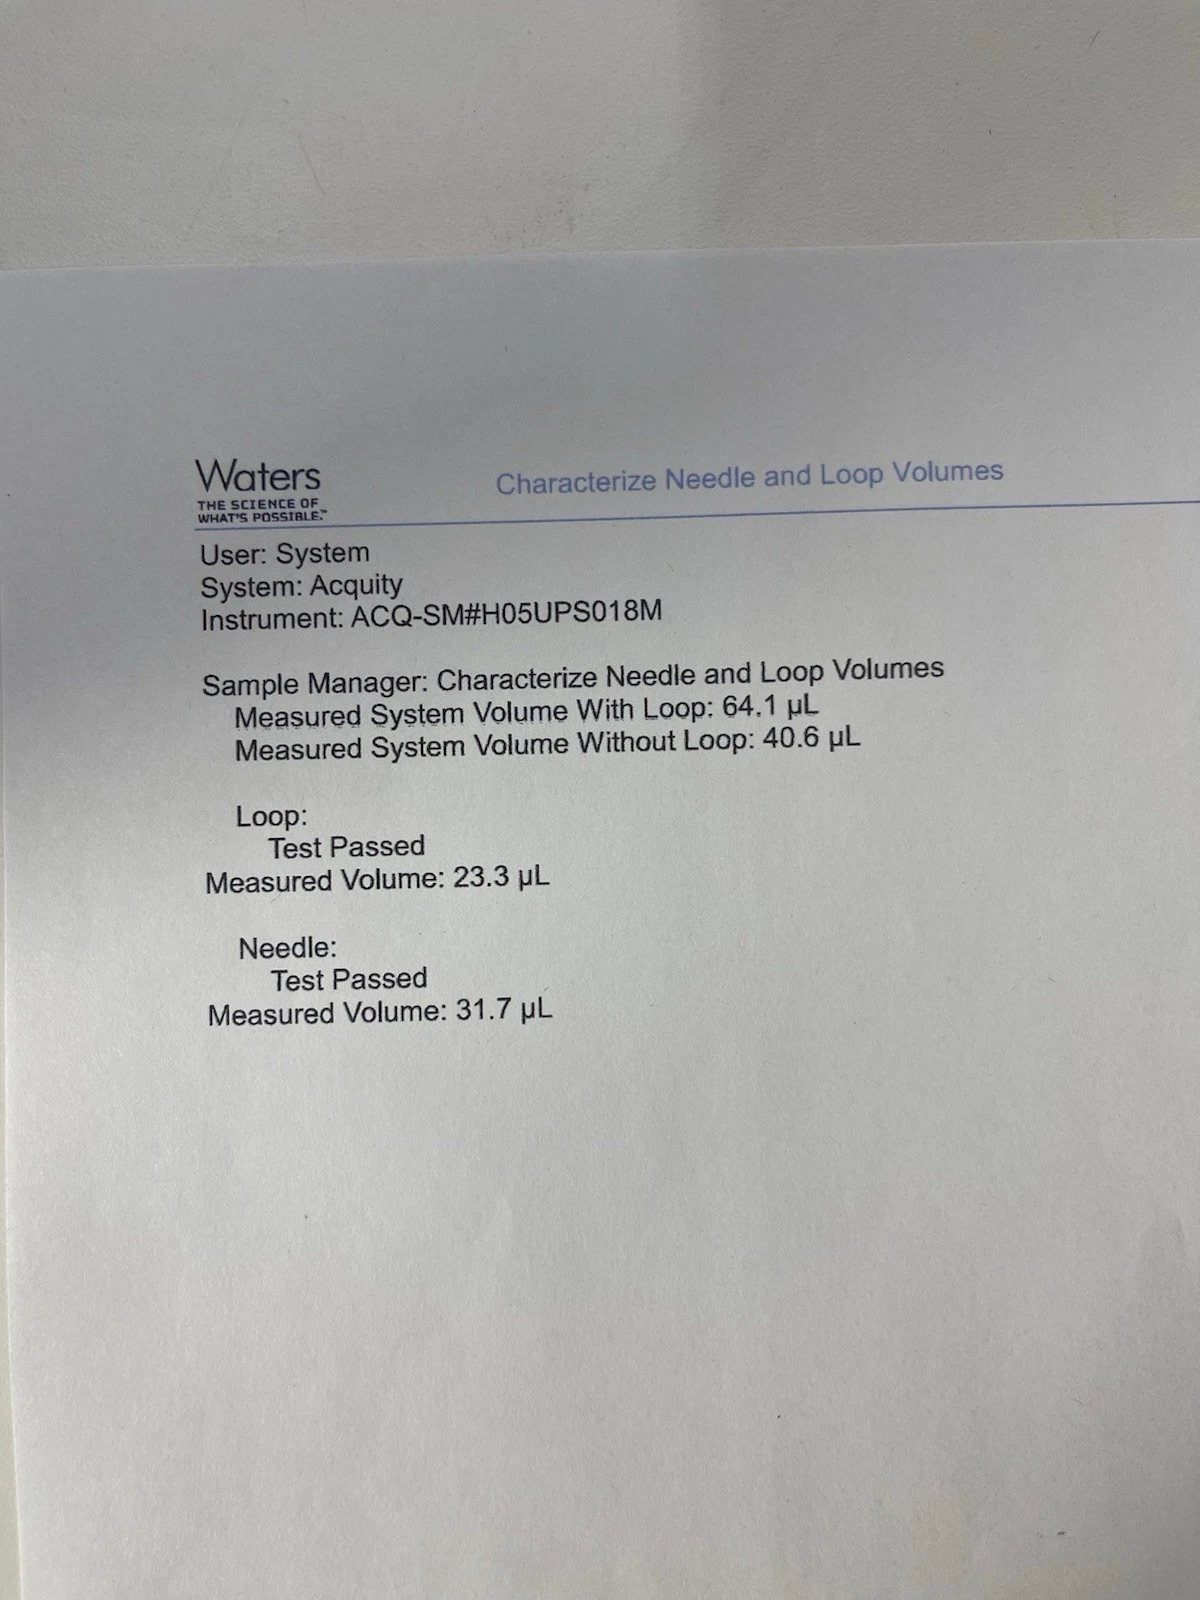 Waters
THE SCIENCE OF
WHAT'S POSSIBLE.™
Characterize Needle and Loop Volumes
User: System
System: Acquity
Instrument: ACQ-SM#H05UPS018M
Sample Manager: Characterize Needle and Loop Volumes
Measured System Volume With Loop: 64.1 µL
Measured System Volume Without Loop: 40.6 µL
Loop:
Test Passed
Measured Volume: 23.3 µL
Needle:
Test Passed
Measured Volume: 31.7 µL